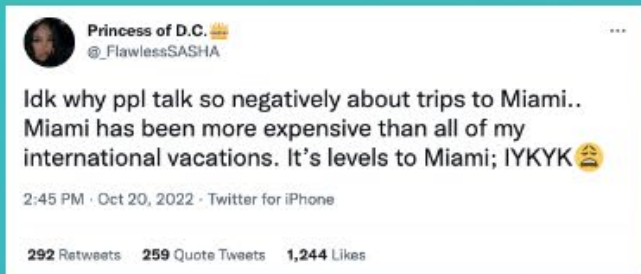 Princess of D.C.👑
@_FlawlessSASHA
Idk why ppl talk so negatively about trips to Miami..
Miami has been more expensive than all of my
international vacations. It's levels to Miami; IYKYK😩
2:45 PM · Oct 20, 2022 · Twitter for iPhone
292 Retweets 259 Quote Tweets 1,244 Likes